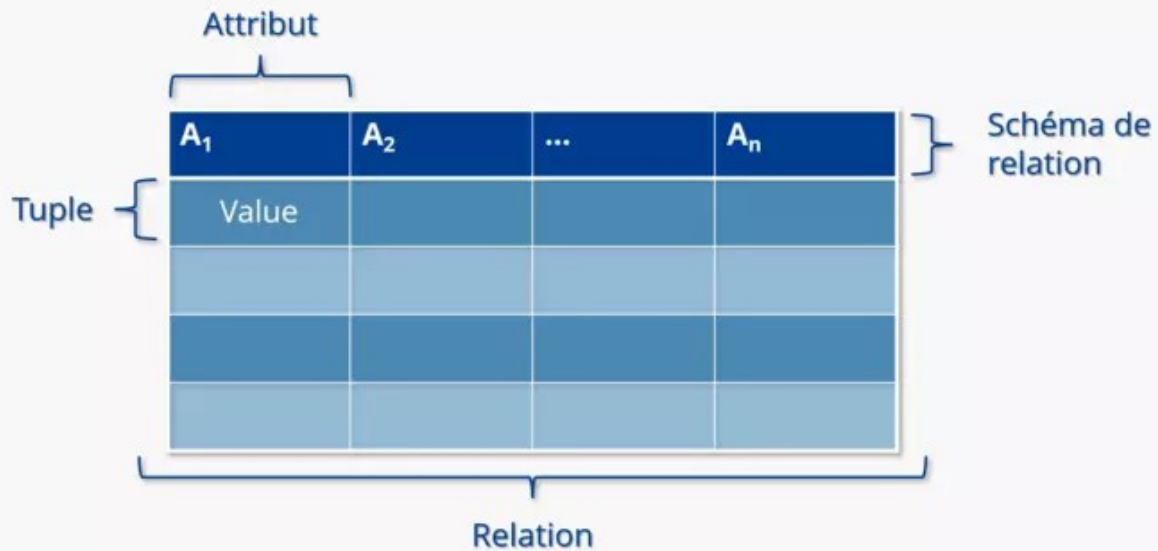 Attribut
A₁ A₂ ... Aₙ
Schéma de
relation
Tuple
Value
Relation